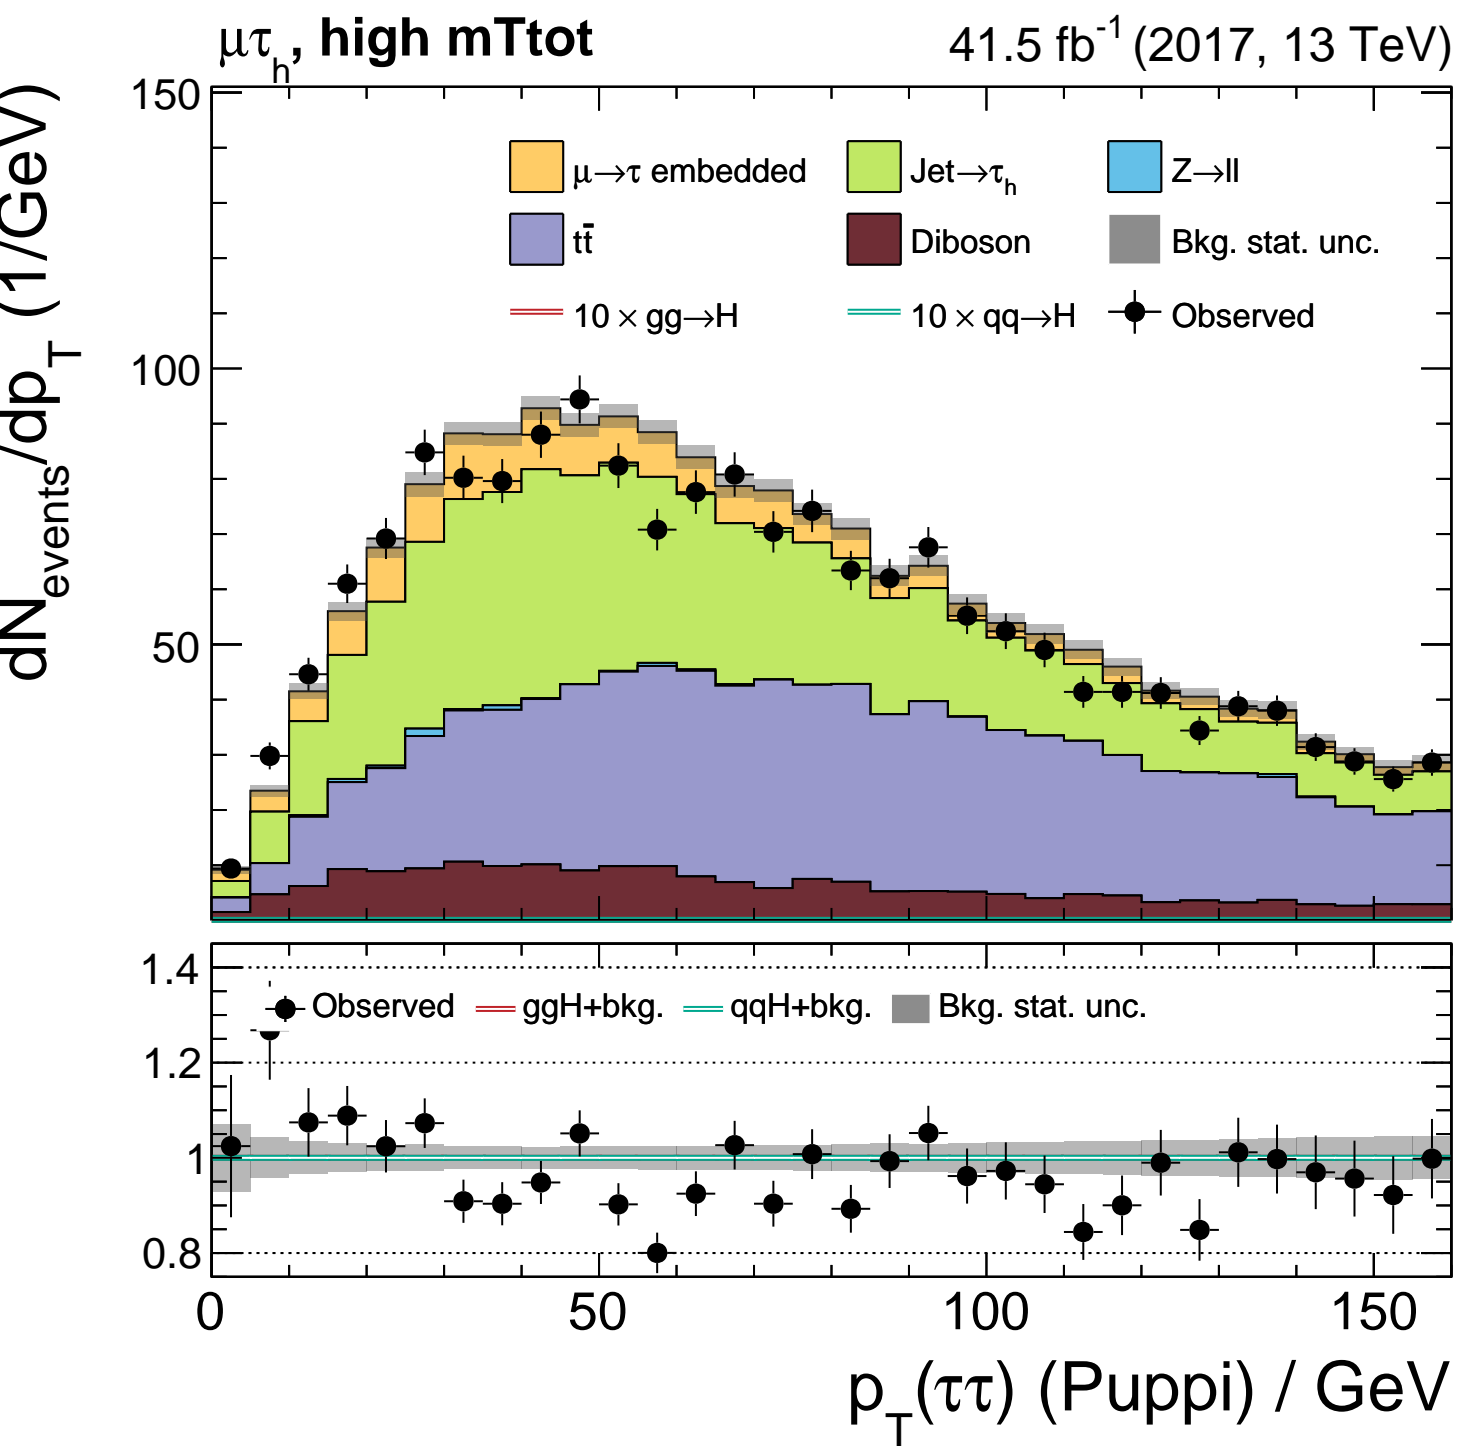 μτh, high mTtot
41.5 fb-1 (2017, 13 TeV)
dNevents/dpT (1/GeV)
150
100
50
μ→τ embedded
Jet→τh
Z→ll
tt̄
Diboson
Bkg. stat. unc.
10 × gg→H
10 × qq→H
Observed
1.4
1.2
1
0.8
Observed
ggH+bkg.
qqH+bkg.
Bkg. stat. unc.
0
50
100
150
pT(ττ) (Puppi) / GeV